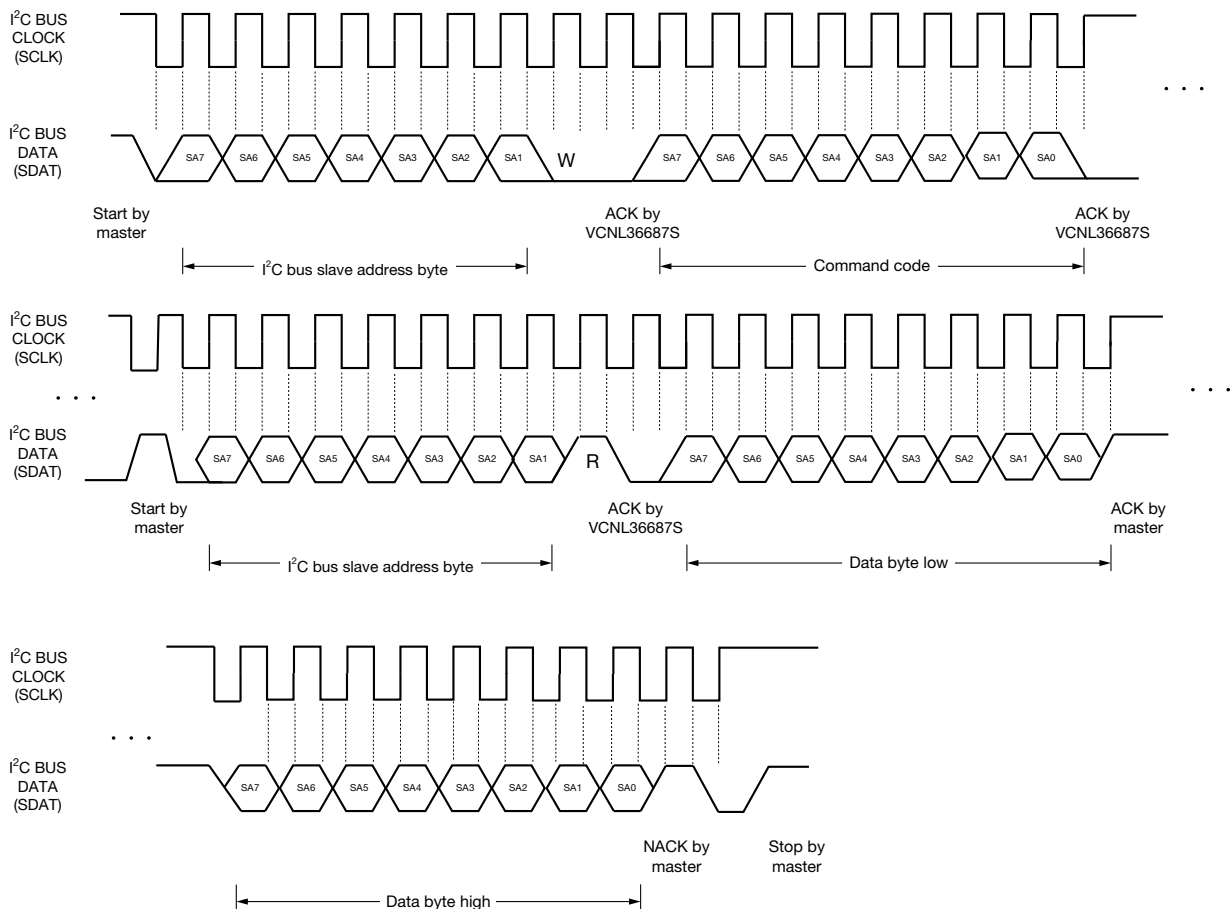 I²C BUS
CLOCK
(SCLK)
. . .
I²C BUS
DATA
(SDAT)
SA7 SA6 SA5 SA4 SA3 SA2 SA1 W SA7 SA6 SA5 SA4 SA3 SA2 SA1 SA0
Start by
master
ACK by
VCNL36687S
ACK by
VCNL36687S
I²C bus slave address byte
Command code
I²C BUS
CLOCK
(SCLK)
. . .
. . .
I²C BUS
DATA
(SDAT)
SA7 SA6 SA5 SA4 SA3 SA2 SA1 R SA7 SA6 SA5 SA4 SA3 SA2 SA1 SA0
Start by
master
ACK by
VCNL36687S
ACK by
master
I²C bus slave address byte
Data byte low
I²C BUS
CLOCK
(SCLK)
. . .
I²C BUS
DATA
(SDAT)
SA7 SA6 SA5 SA4 SA3 SA2 SA1 SA0
NACK by
master
Stop by
master
Data byte high